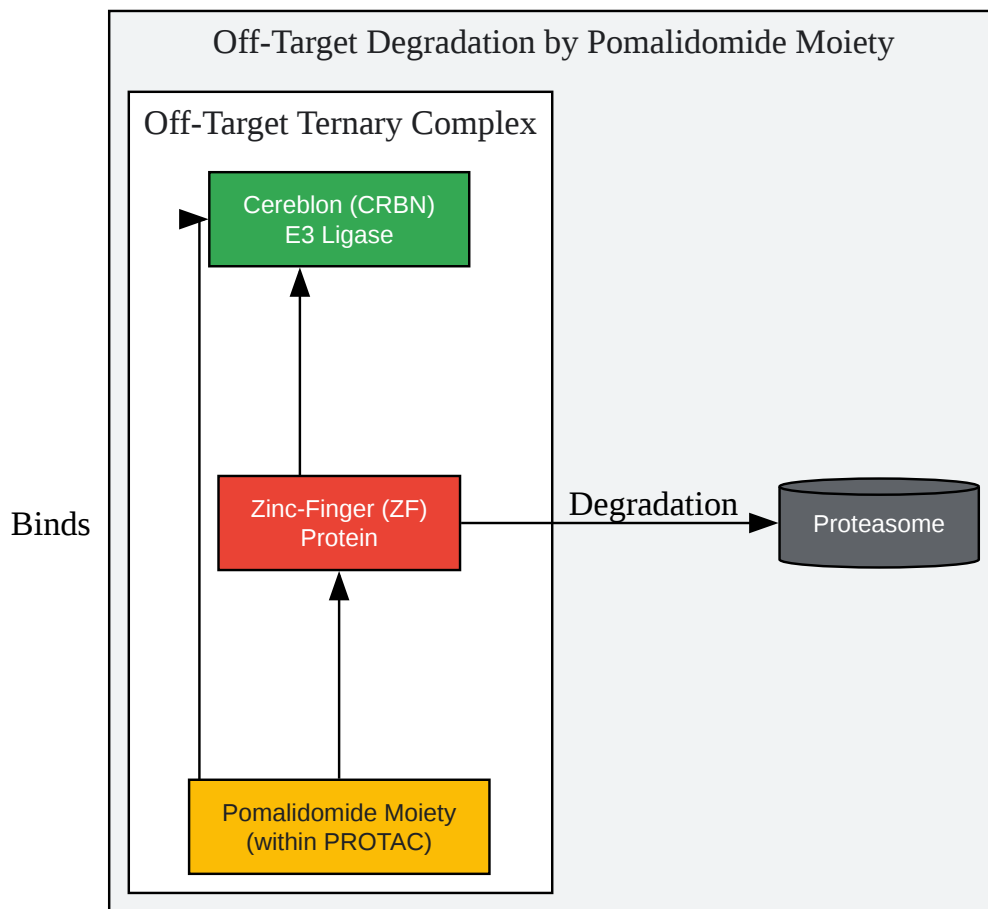 Off-Target Degradation by Pomalidomide Moiety
Off-Target Ternary Complex
Cereblon (CRBN)
E3 Ligase
Binds
Zinc-Finger (ZF)
Protein
Degradation
Proteasome
Pomalidomide Moiety
(within PROTAC)